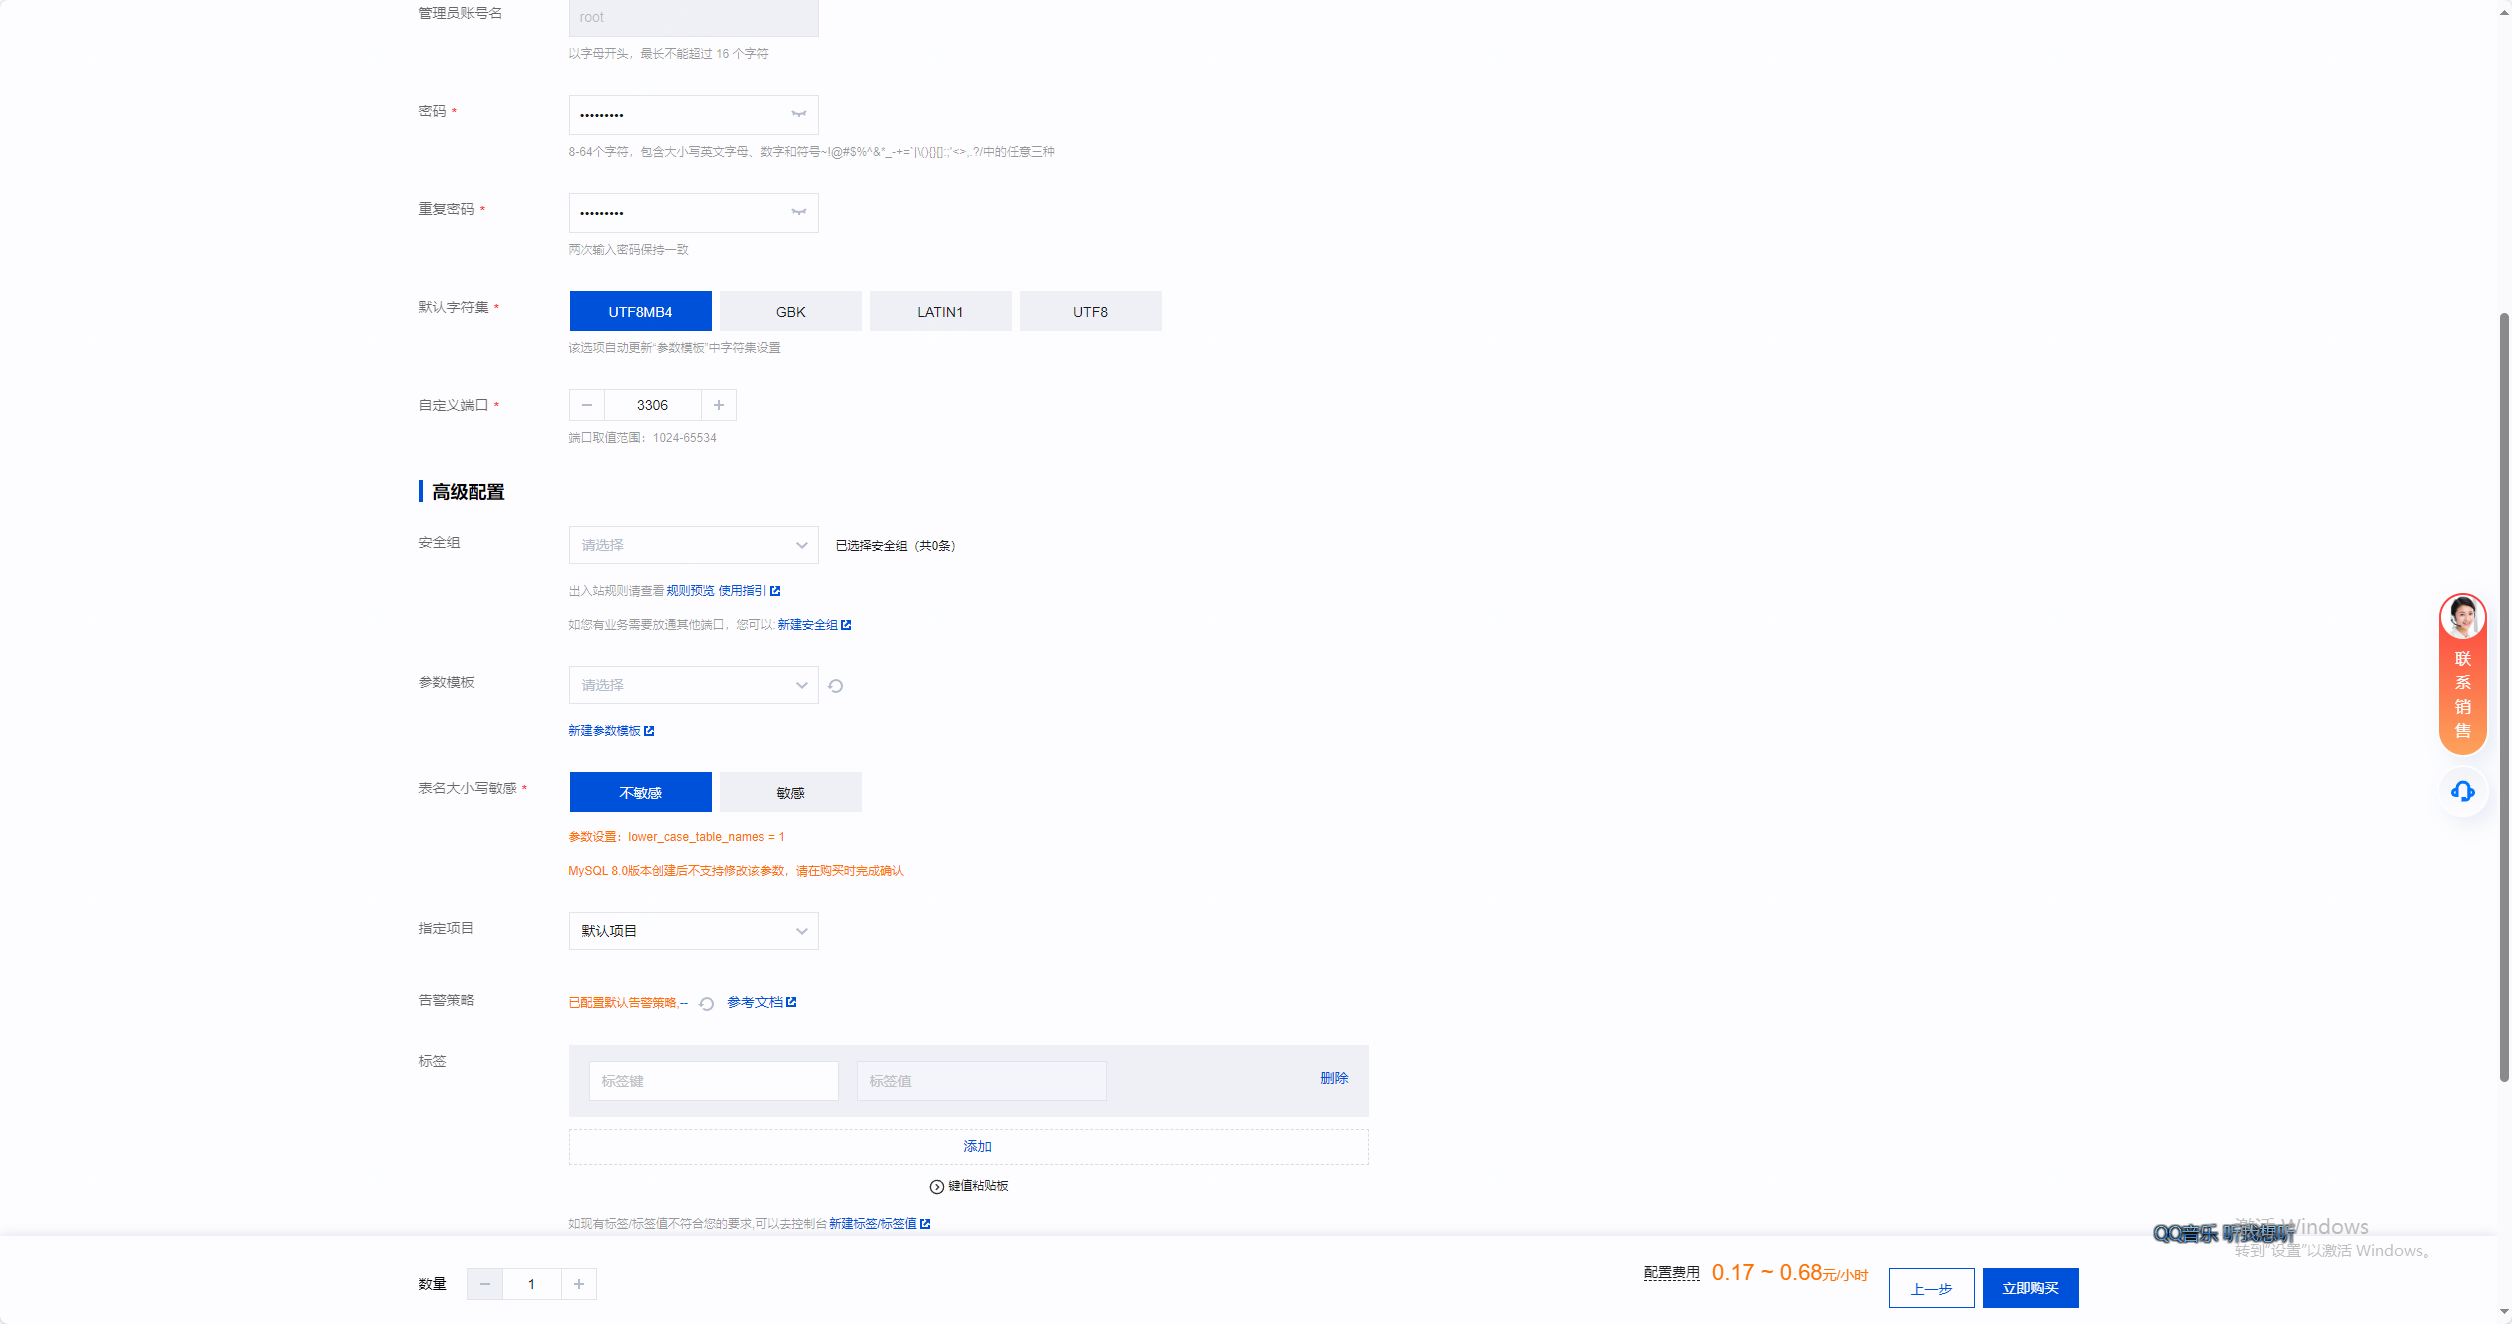 管理员账号名
root
以字母开头，最长不能超过 16 个字符
密码 *
•••••••••
8-64个字符，包含大小写英文字母、数字和符号~!@#$%^&*_-+=`|\(){}[]:;'<>,.?/中的任意三种
重复密码 *
•••••••••
两次输入密码保持一致
默认字符集 *
UTF8MB4
GBK
LATIN1
UTF8
该选项自动更新"参数模板"中字符集设置
自定义端口 *
3306
端口取值范围：1024-65534
高级配置
安全组
请选择
已选择安全组（共0条）
出入站规则请查看 规则预览 使用指引
如您有业务需要放通其他端口，您可以: 新建安全组
参数模板
请选择
新建参数模板
表名大小写敏感 *
不敏感
敏感
参数设置：lower_case_table_names = 1
MySQL 8.0版本创建后不支持修改该参数，请在购买时完成确认
指定项目
默认项目
告警策略
已配置默认告警策略,--
参考文档
标签
标签键
标签值
删除
添加
键值粘贴板
如现有标签/标签值不符合您的要求,可以去控制台 新建标签/标签值
数量
1
配置费用
0.17 ~ 0.68元/小时
上一步
立即购买
联系销售
QQ音乐 听我想听
激活 Windows
转到"设置"以激活 Windows。